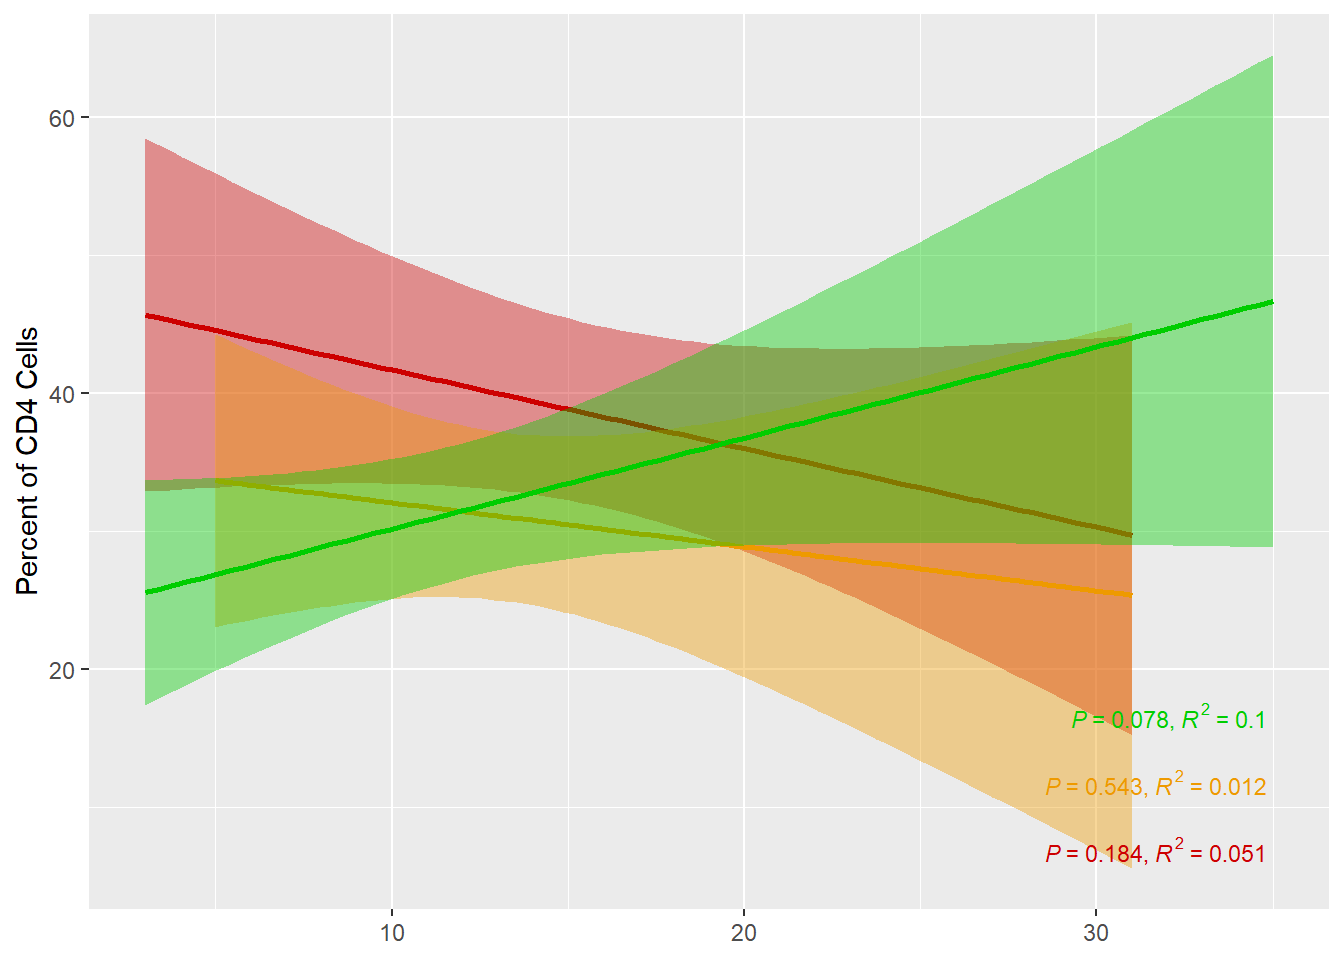 60
40
20
Percent of CD4 Cells
P = 0.078, R² = 0.1
P = 0.543, R² = 0.012
P = 0.184, R² = 0.051
10 20 30